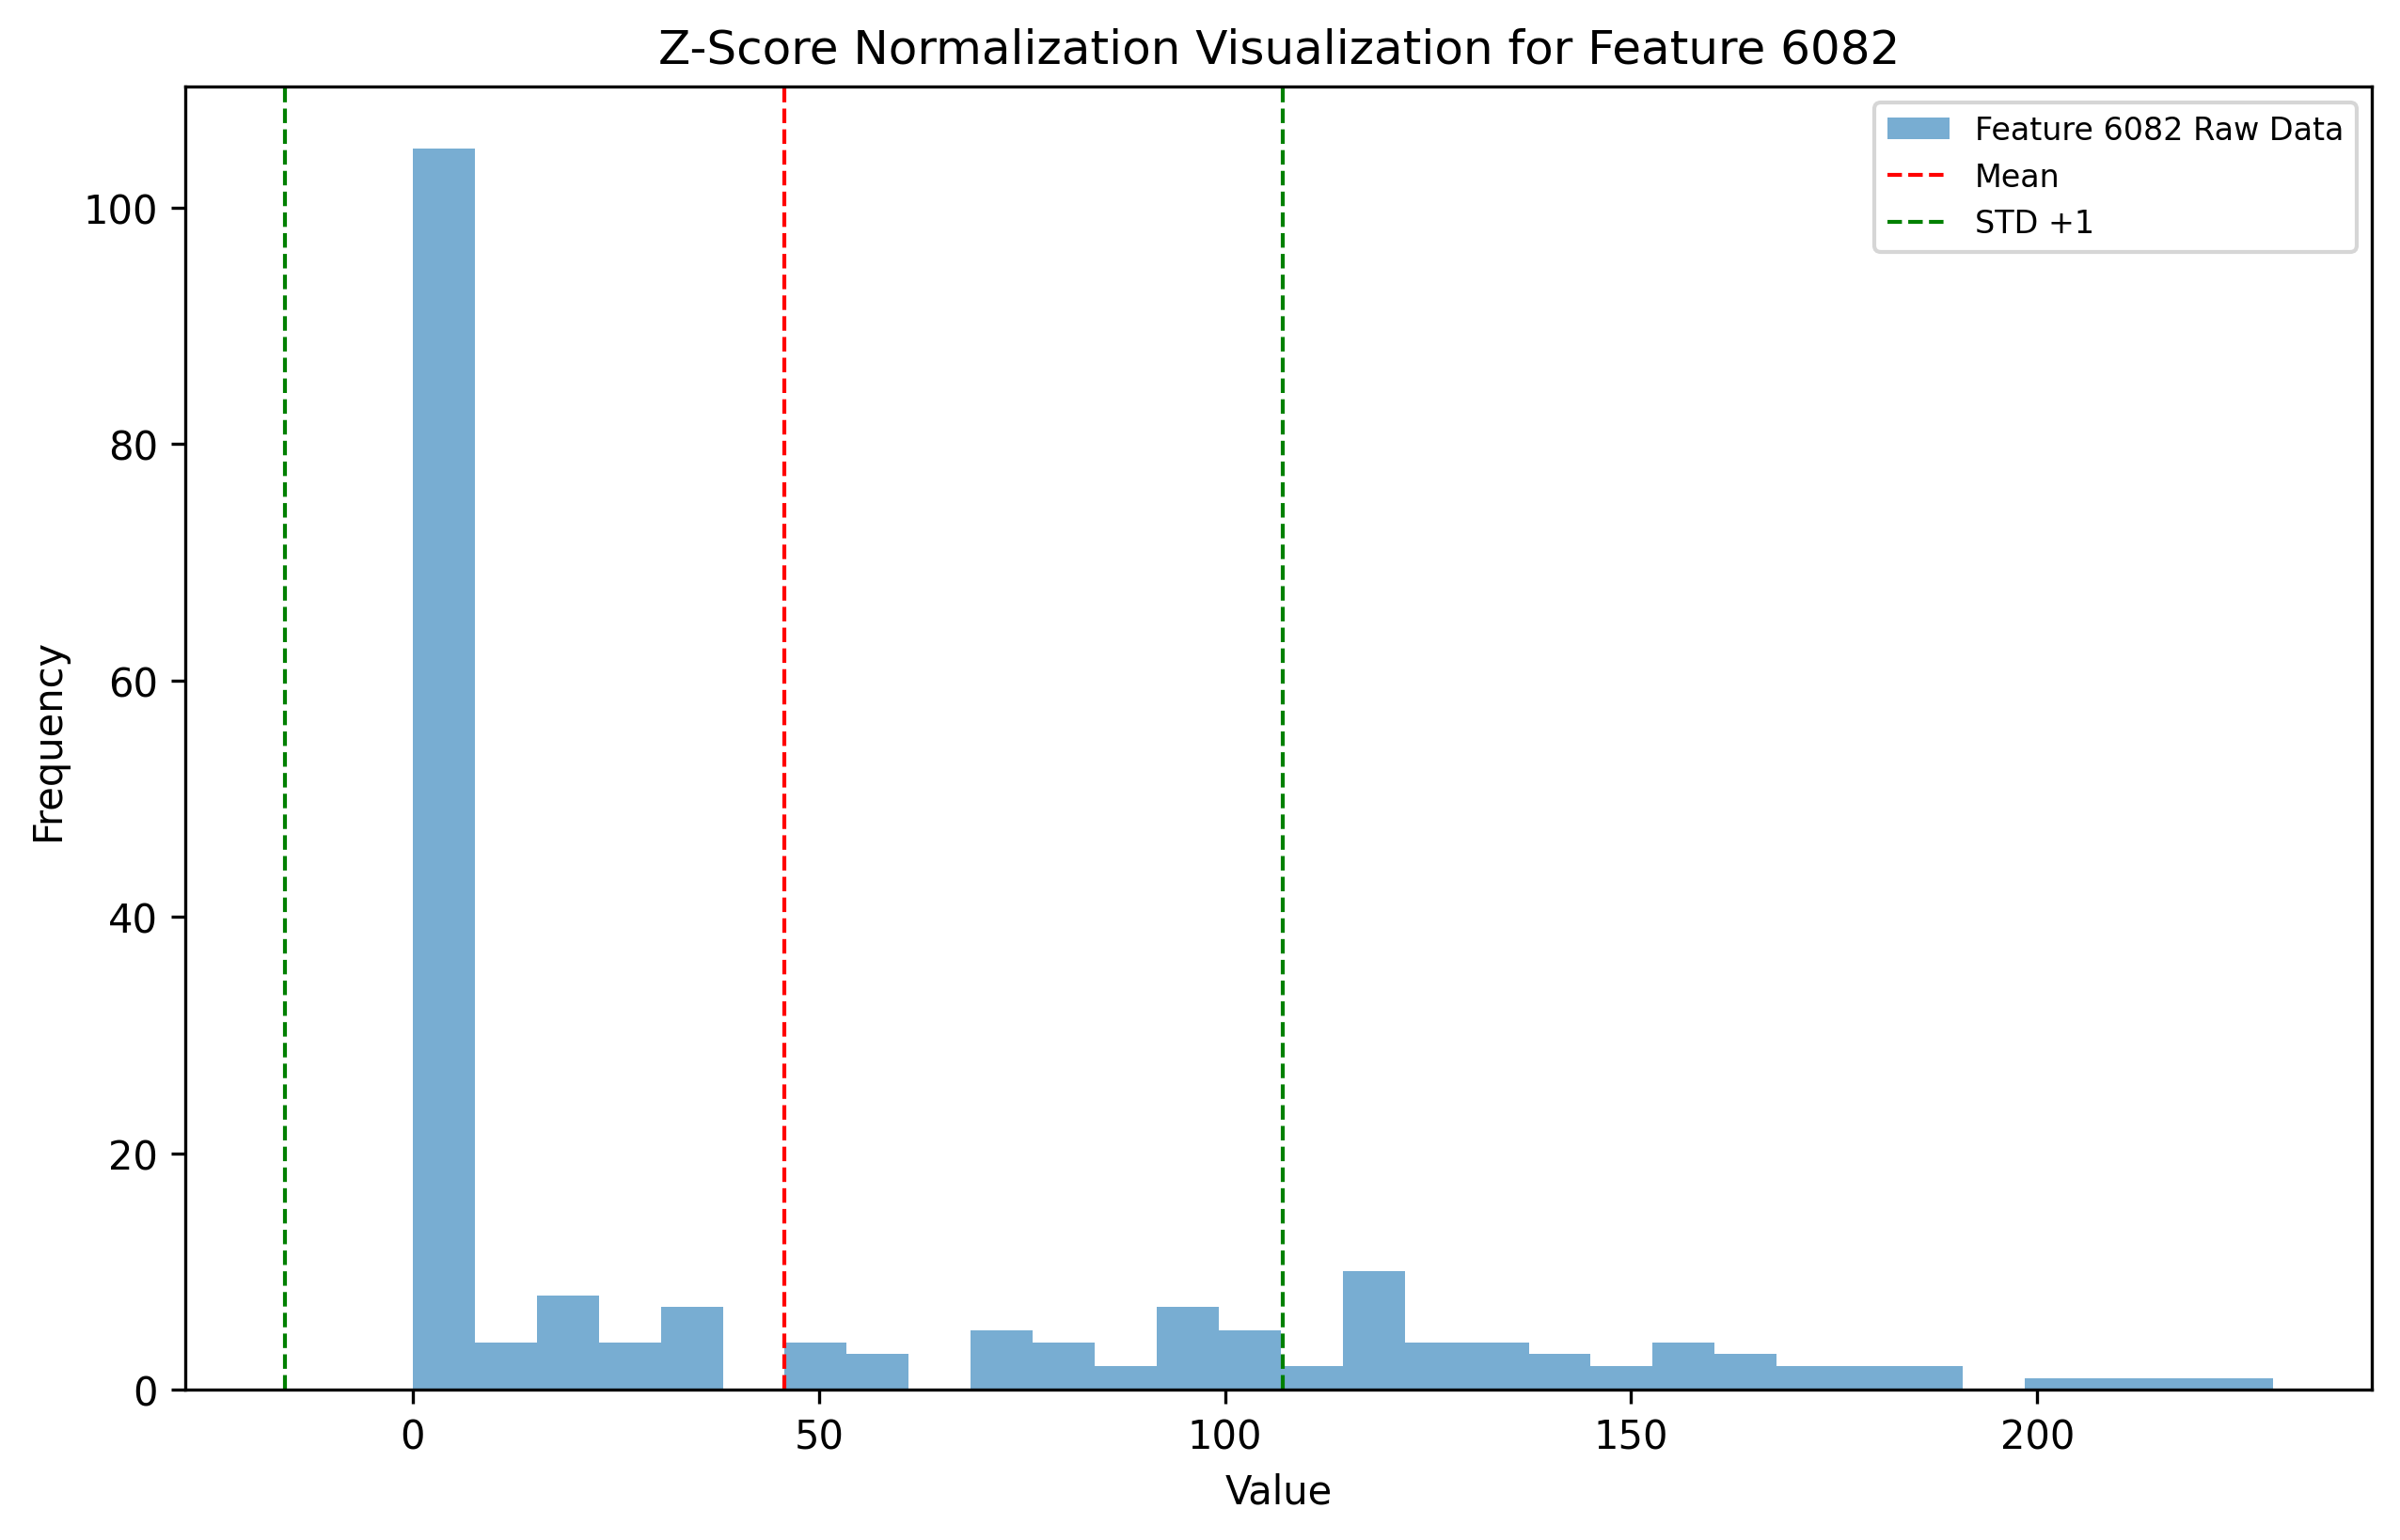 Z-Score Normalization Visualization for Feature 6082
Feature 6082 Raw Data
Mean
STD +1
100
80
60
40
20
0
Frequency
0 50 100 150 200
Value